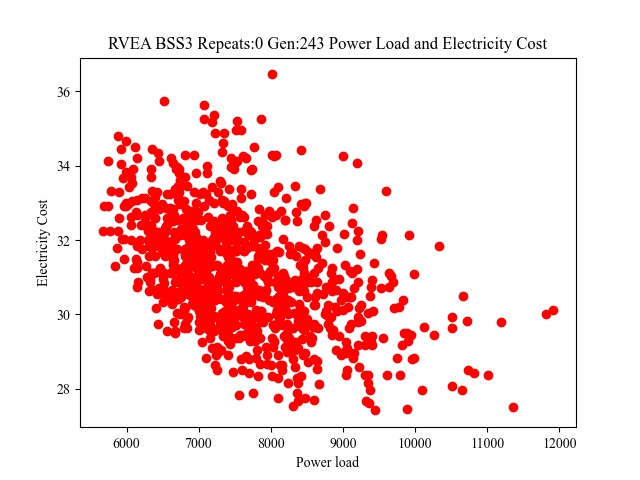 RVEA BSS3 Repeats:0 Gen:243 Power Load and Electricity Cost
36
34
32
30
28
Electricity Cost
6000 7000 8000 9000 10000 11000 12000
Power load